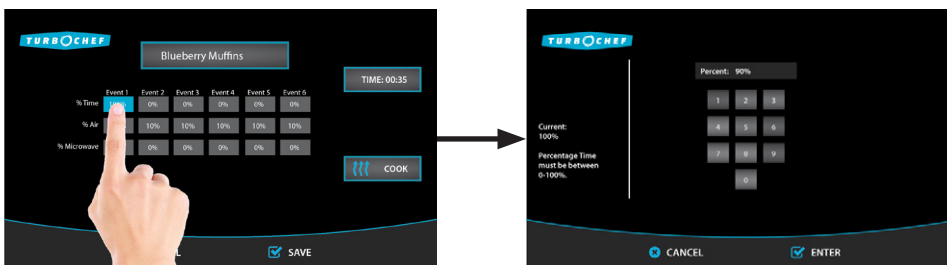 TURBOCHEF
Blueberry Muffins
TIME: 00:35
Event 1 Event 2 Event 3 Event 4 Event 5 Event 6
% Time 100% 0% 0% 0% 0% 0%
% Air 10% 10% 10% 10% 10%
% Microwave 0% 0% 0% 0% 0%
COOK
SAVE
TURBOCHEF
Percent: 90%
1 2 3
4 5 6
7 8 9
0
Current:
100%
Percentage Time
must be between
0-100%.
CANCEL ENTER